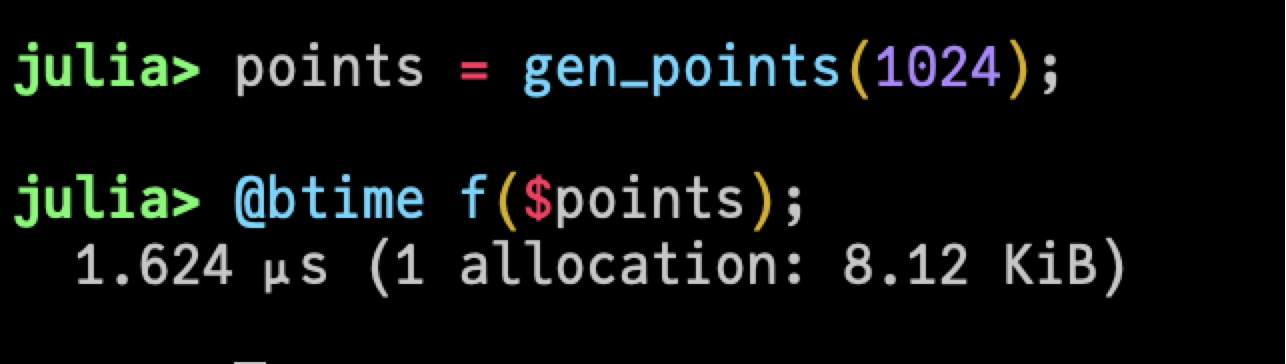 julia> points = gen_points(1024);
julia> @btime f($points);
1.624 μs (1 allocation: 8.12 KiB)